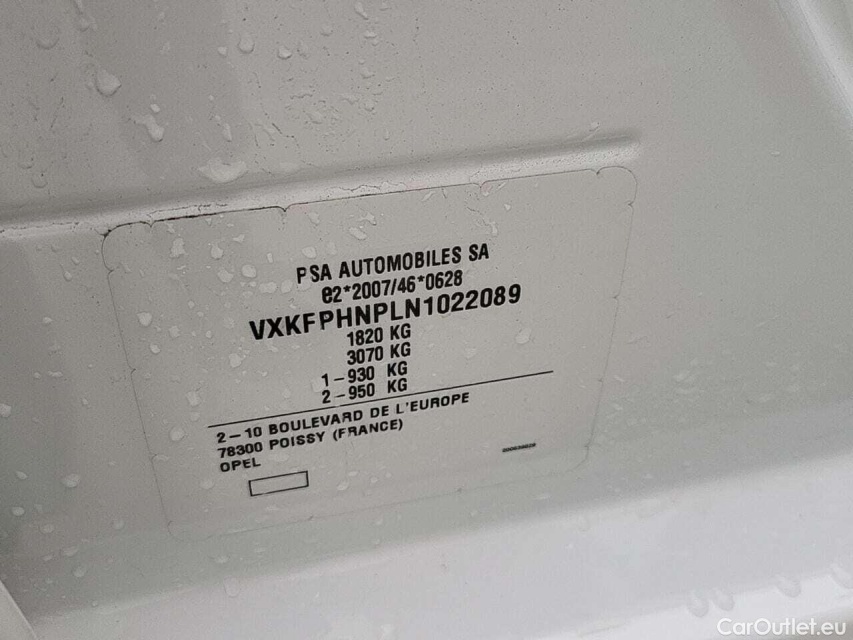 PSA AUTOMOBILES SA
e2*2007/46*0628
VXKFPHNPLN1022089
1820 KG
3070 KG
1-930 KG
2-950 KG
2-10 BOULEVARD DE L'EUROPE
78300 POISSY (FRANCE)
OPEL
CarOutlet.eu